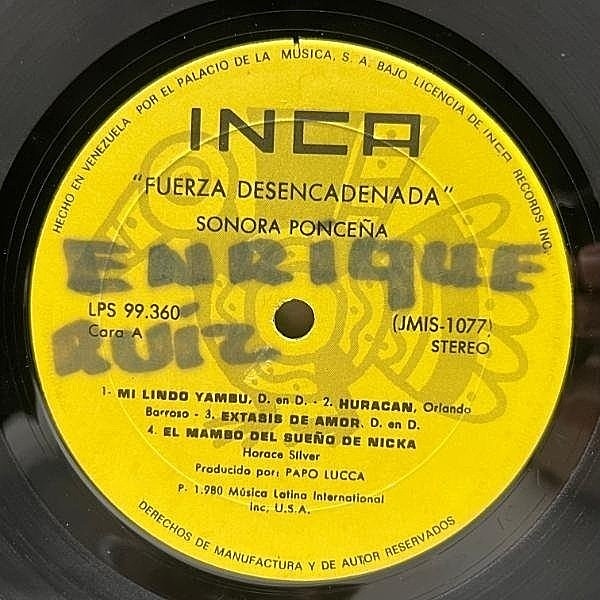 HECHO EN VENEZUELA POR EL PALACIO DE LA MÚSICA, S. A. BAJO LICENCIA DE INCA RECORDS INC.
INCA
"FUERZA DESENCADENADA"
SONORA PONCEÑA
ENRIQUE
LPS 99.360 (JMIS-1077)
Cara A STEREO
RUÍZ.
1- MI LINDO YAMBU, D. en D. - 2. HURACAN, Orlando
Barroso - 3. EXTASIS DE AMOR, D. en D.
4. EL MAMBO DEL SUEÑO DE NICKA
Horace Silver
Producido por: PAPO LUCCA
P. 1.980 Música Latina International
Inc, U.S.A.
DERECHOS DE MANUFACTURA Y DE AUTOR RESERVADOS